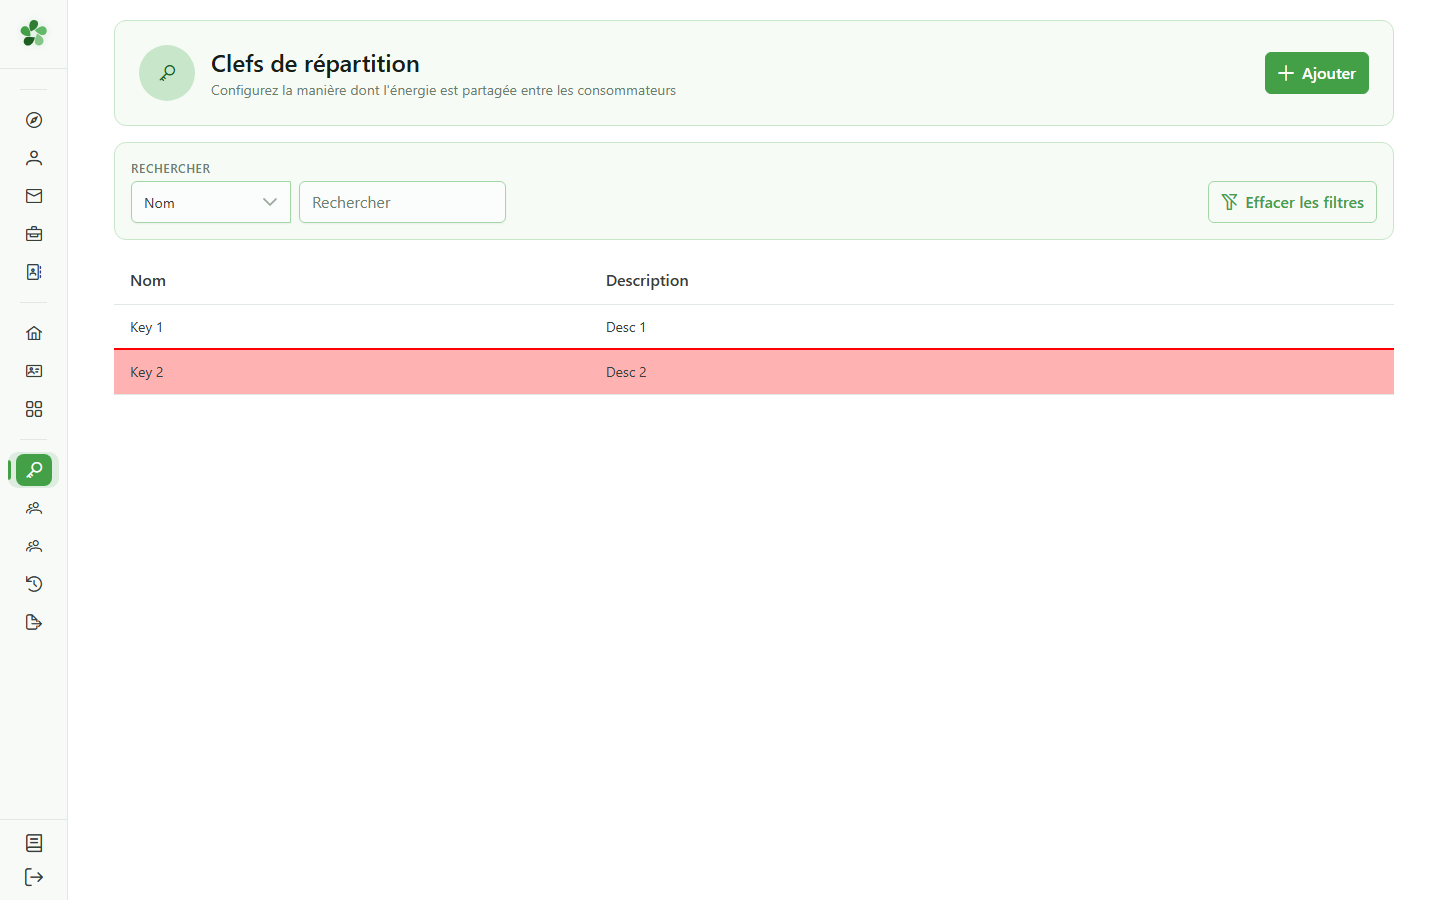 Clefs de répartition
Configurez la manière dont l'énergie est partagée entre les consommateurs
Ajouter
RECHERCHER
Nom
Rechercher
Effacer les filtres
Nom Description
Key 1 Desc 1
Key 2 Desc 2